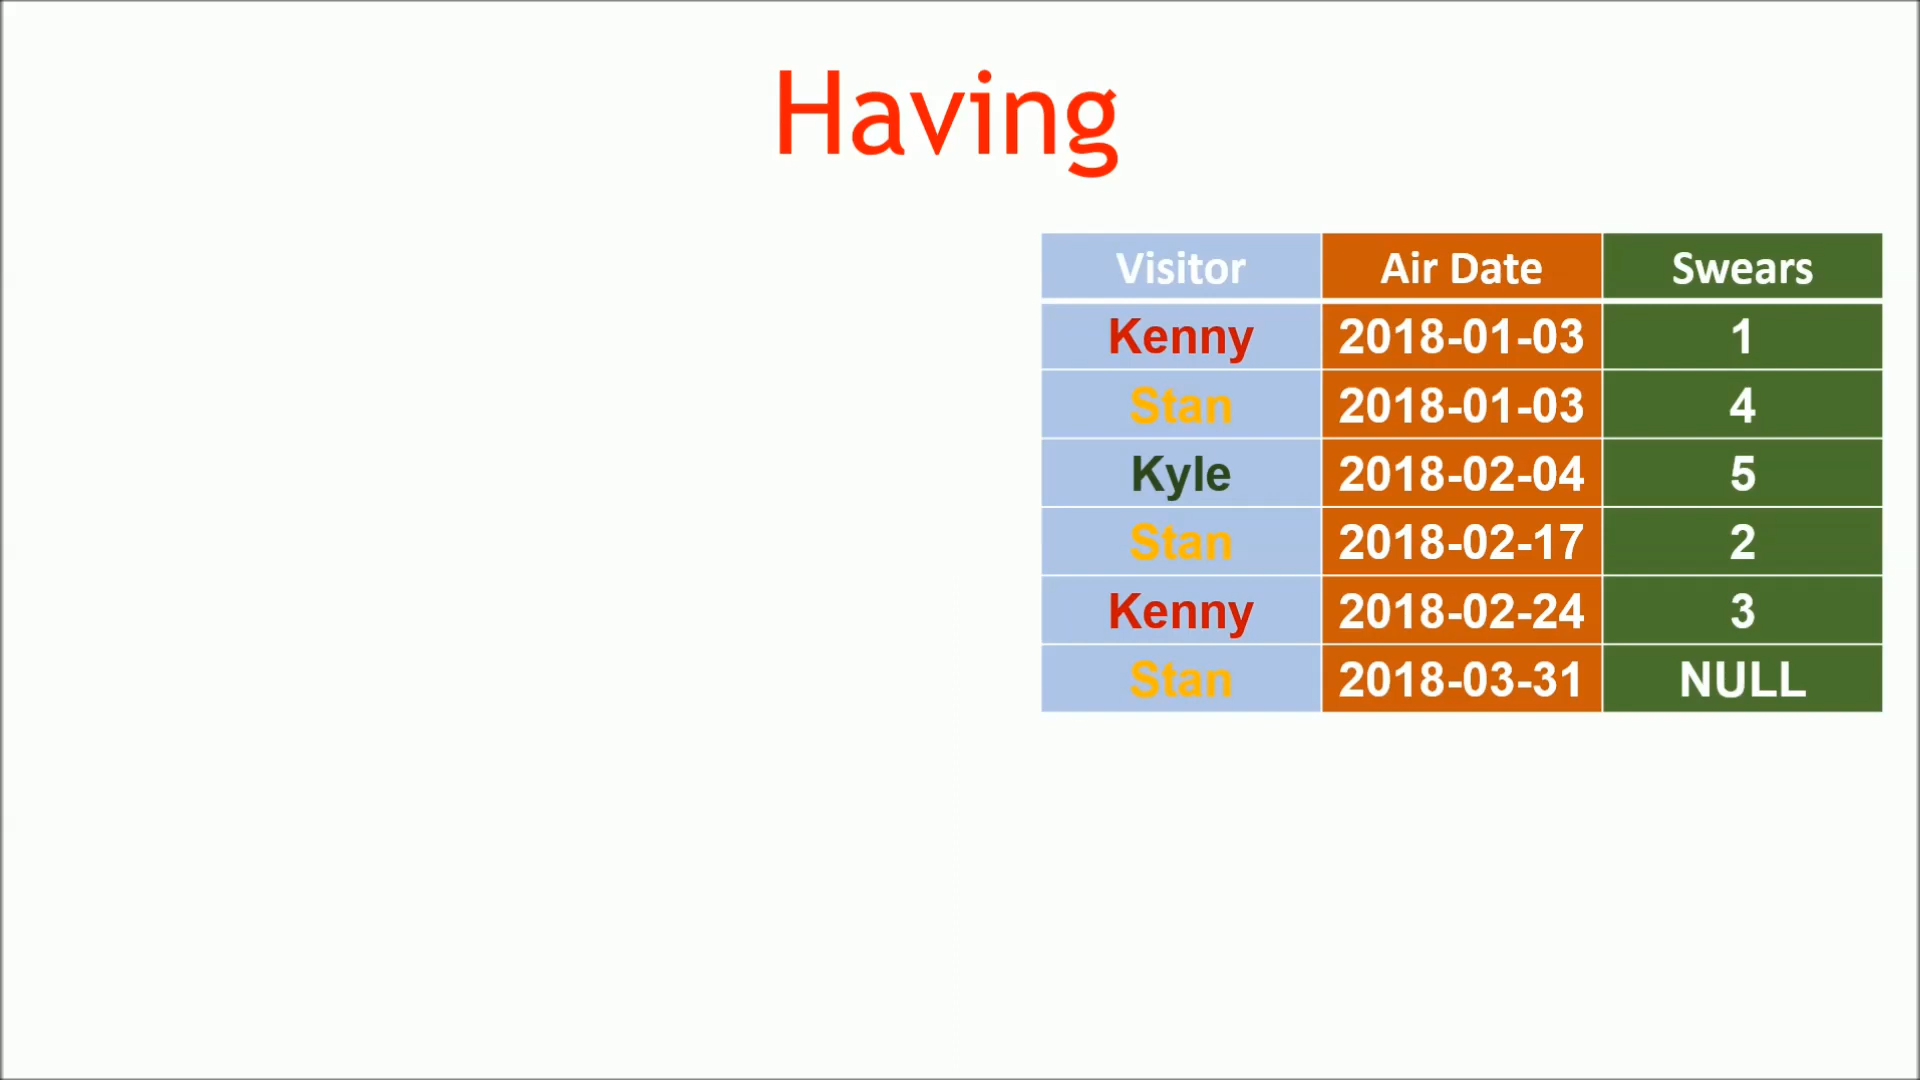 Having
Visitor Air Date Swears
Kenny 2018-01-03 1
Stan 2018-01-03 4
Kyle 2018-02-04 5
Stan 2018-02-17 2
Kenny 2018-02-24 3
Stan 2018-03-31 NULL